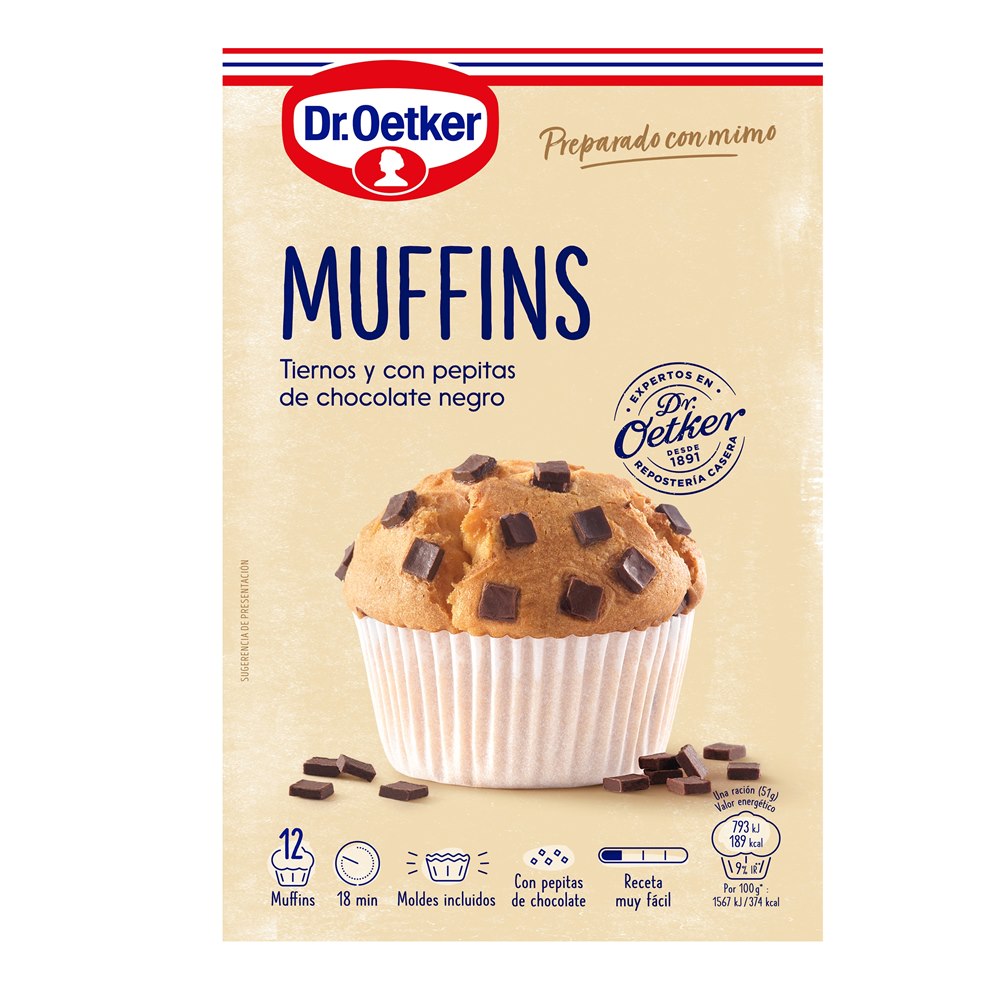 Dr.Oetker
Preparado con mimo
MUFFINS
Tiernos y con pepitas
de chocolate negro
EXPERTOS EN
Dr.
Oetker
DESDE
1891
REPOSTERÍA CASERA
SUGERENCIA DE PRESENTACIÓN
Una ración (51g)
Valor energético
793 kJ
189 kcal
9% IR*
Por 100g*:
1567 kJ/374 kcal
12
Muffins
18 min
Moldes incluidos
Con pepitas
de chocolate
Receta
muy fácil